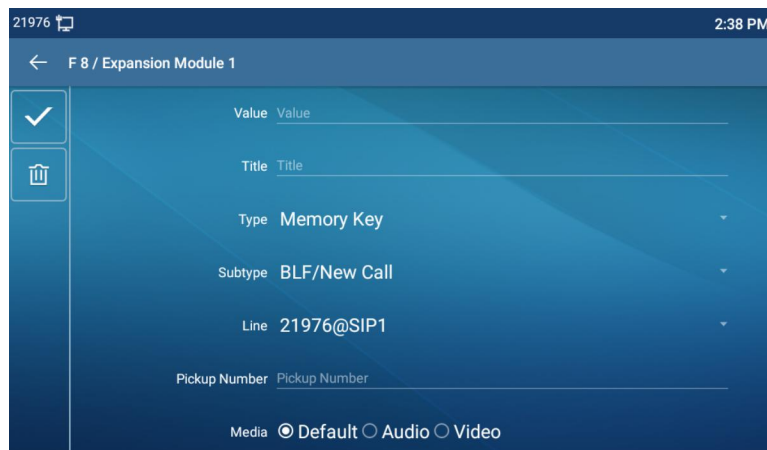 21976 2:38 PM
F 8 / Expansion Module 1
Value Value
Title Title
Type Memory Key
Subtype BLF/New Call
Line 21976@SIP1
Pickup Number Pickup Number
Media Default Audio Video